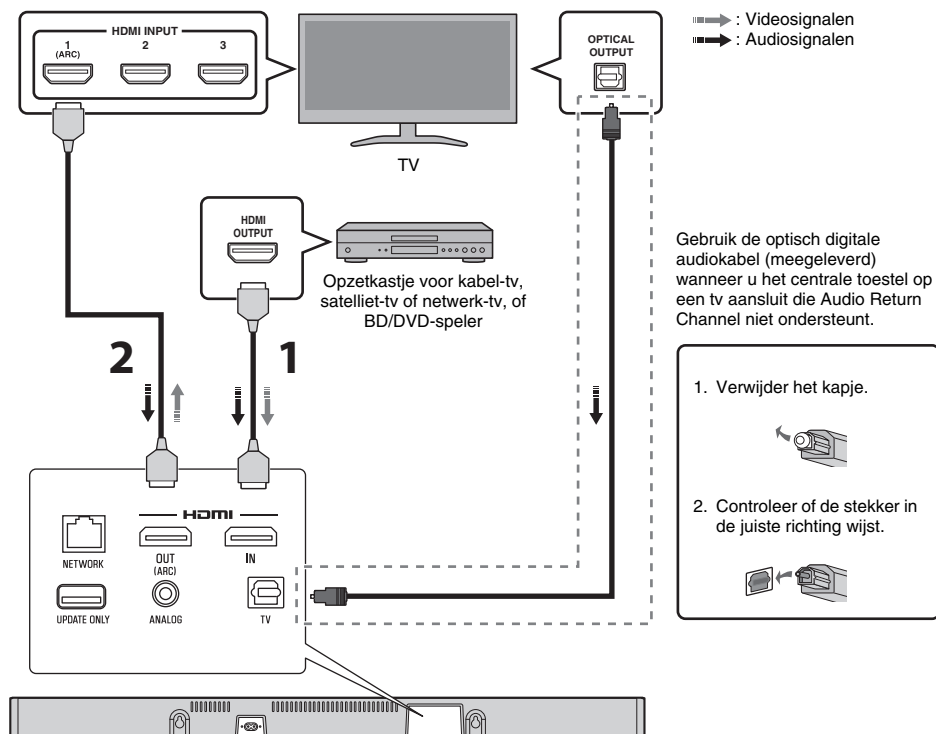 HDMI INPUT
1
(ARC)
2
3
OPTICAL
OUTPUT
: Videosignalen
: Audiosignalen
TV
HDMI
OUTPUT
Opzetkastje voor kabel-tv,
satelliet-tv of netwerk-tv, of
BD/DVD-speler
Gebruik de optisch digitale
audiokabel (meegeleverd)
wanneer u het centrale toestel op
een tv aansluit die Audio Return
Channel niet ondersteunt.
2
1
1. Verwijder het kapje.
2. Controleer of de stekker in
de juiste richting wijst.
HDMI
NETWORK
OUT
(ARC)
IN
UPDATE ONLY
ANALOG
TV